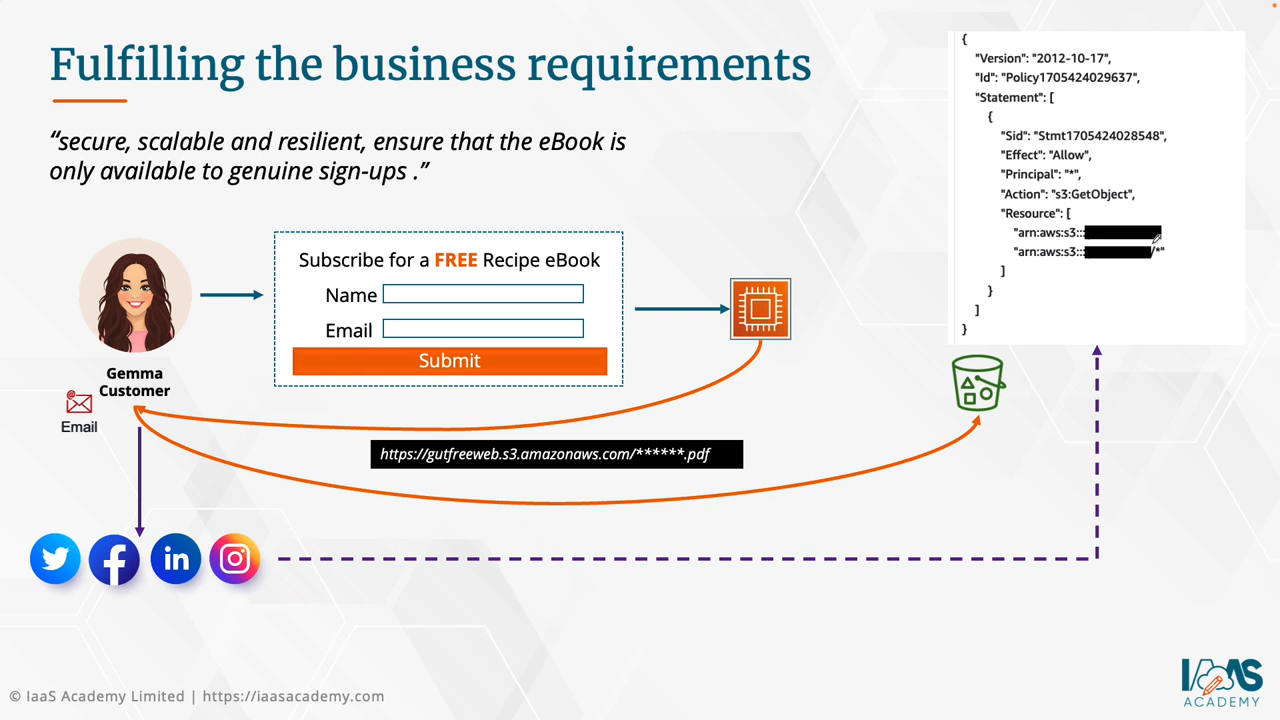 Fulfilling the business requirements
“secure, scalable and resilient, ensure that the eBook is
only available to genuine sign-ups .”
Subscribe for a FREE Recipe eBook
Name
Email
Submit
Gemma
Customer
Email
https://gutfreeweb.s3.amazonaws.com/******.pdf
{
"Version": "2012-10-17",
"Id": "Policy1705424029637",
"Statement": [
{
"Sid": "Stmt1705424028548",
"Effect": "Allow",
"Principal": "*",
"Action": "s3:GetObject",
"Resource": [
"arn:aws:s3:::
"arn:aws:s3:::/*"
]
}
]
}
in
© IaaS Academy Limited | https://iaasacademy.com
IAAS
ACADEMY